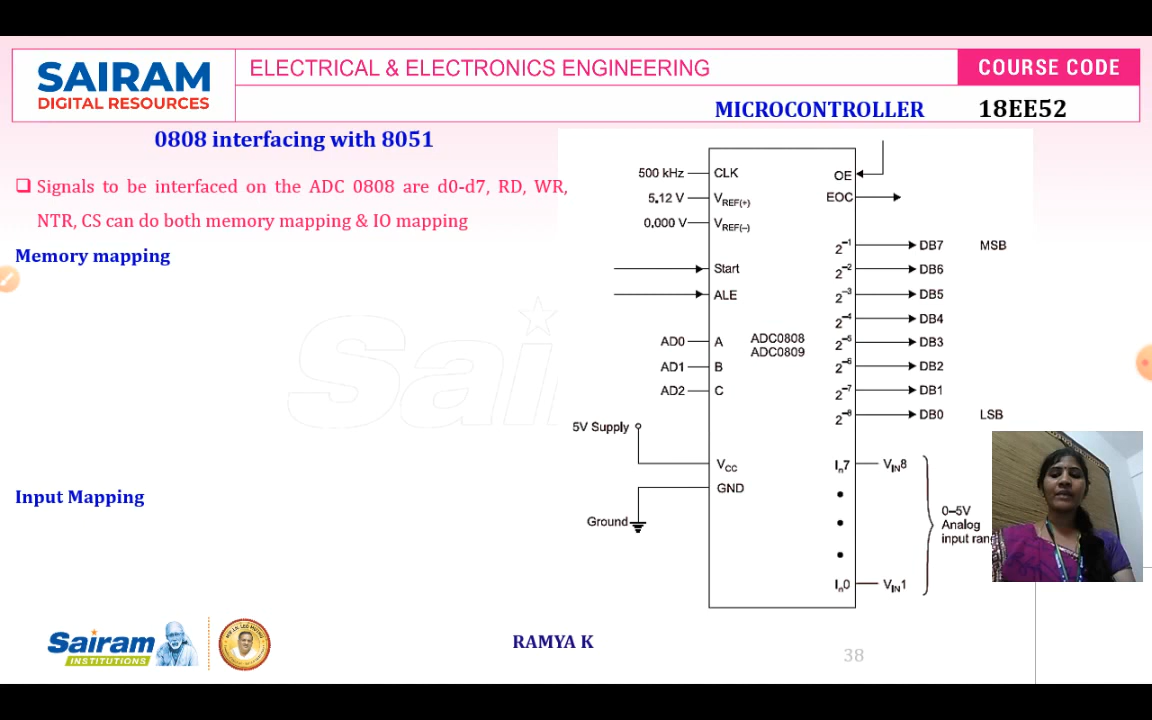 SAIRAM
DIGITAL RESOURCES
ELECTRICAL & ELECTRONICS ENGINEERING
COURSE CODE
MICROCONTROLLER
18EE52
0808 interfacing with 8051
Signals to be interfaced on the ADC 0808 are d0-d7, RD, WR,
NTR, CS can do both memory mapping & IO mapping
Memory mapping
Input Mapping
500 kHz
CLK
OE
5.12 V
VREF(+)
EOC
0.000 V
VREF(–)
2–1
DB7
MSB
Start
2–2
DB6
ALE
2–3
DB5
2–4
DB4
AD0
A
ADC0808
ADC0809
2–5
DB3
AD1
B
2–6
DB2
AD2
C
2–7
DB1
2–8
DB0
LSB
5V Supply
VCC
In7
VIN8
GND
Ground
0–5V
Analog
input
In0
VIN1
Sai
Sairam
INSTITUTIONS
RAMYA K
38